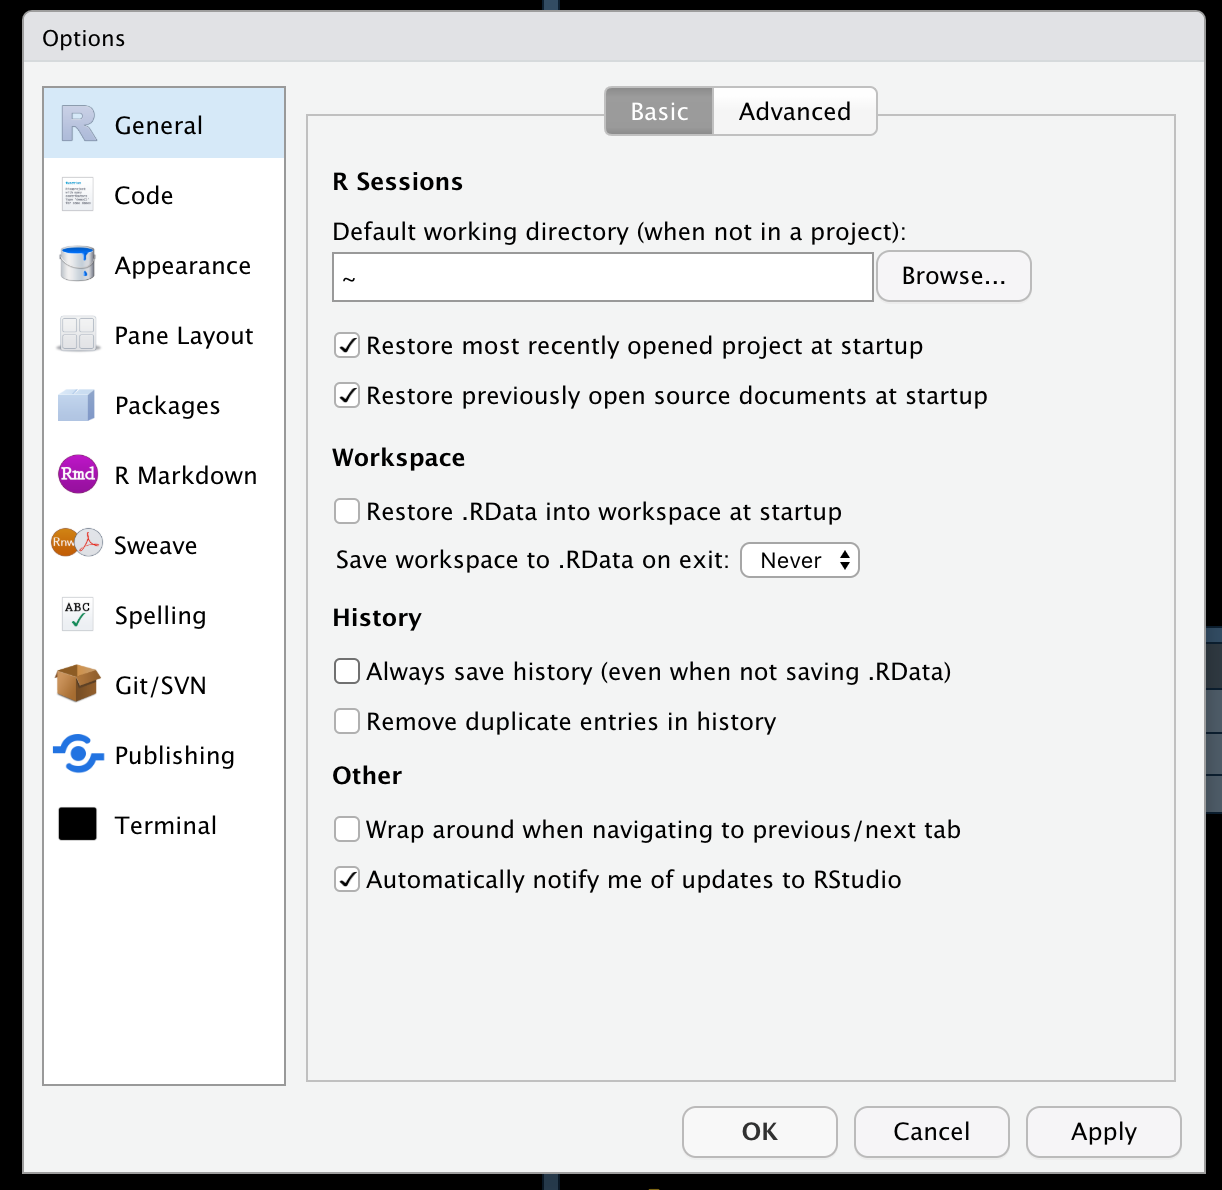 Options
General
Code
Appearance
Pane Layout
Packages
Rmd
R Markdown
Rnw
Sweave
ABC
Spelling
Git/SVN
Publishing
Terminal
Basic
Advanced
R Sessions
Default working directory (when not in a project):
~
Browse...
Restore most recently opened project at startup
Restore previously open source documents at startup
Workspace
Restore .RData into workspace at startup
Save workspace to .RData on exit: Never
History
Always save history (even when not saving .RData)
Remove duplicate entries in history
Other
Wrap around when navigating to previous/next tab
Automatically notify me of updates to RStudio
OK
Cancel
Apply